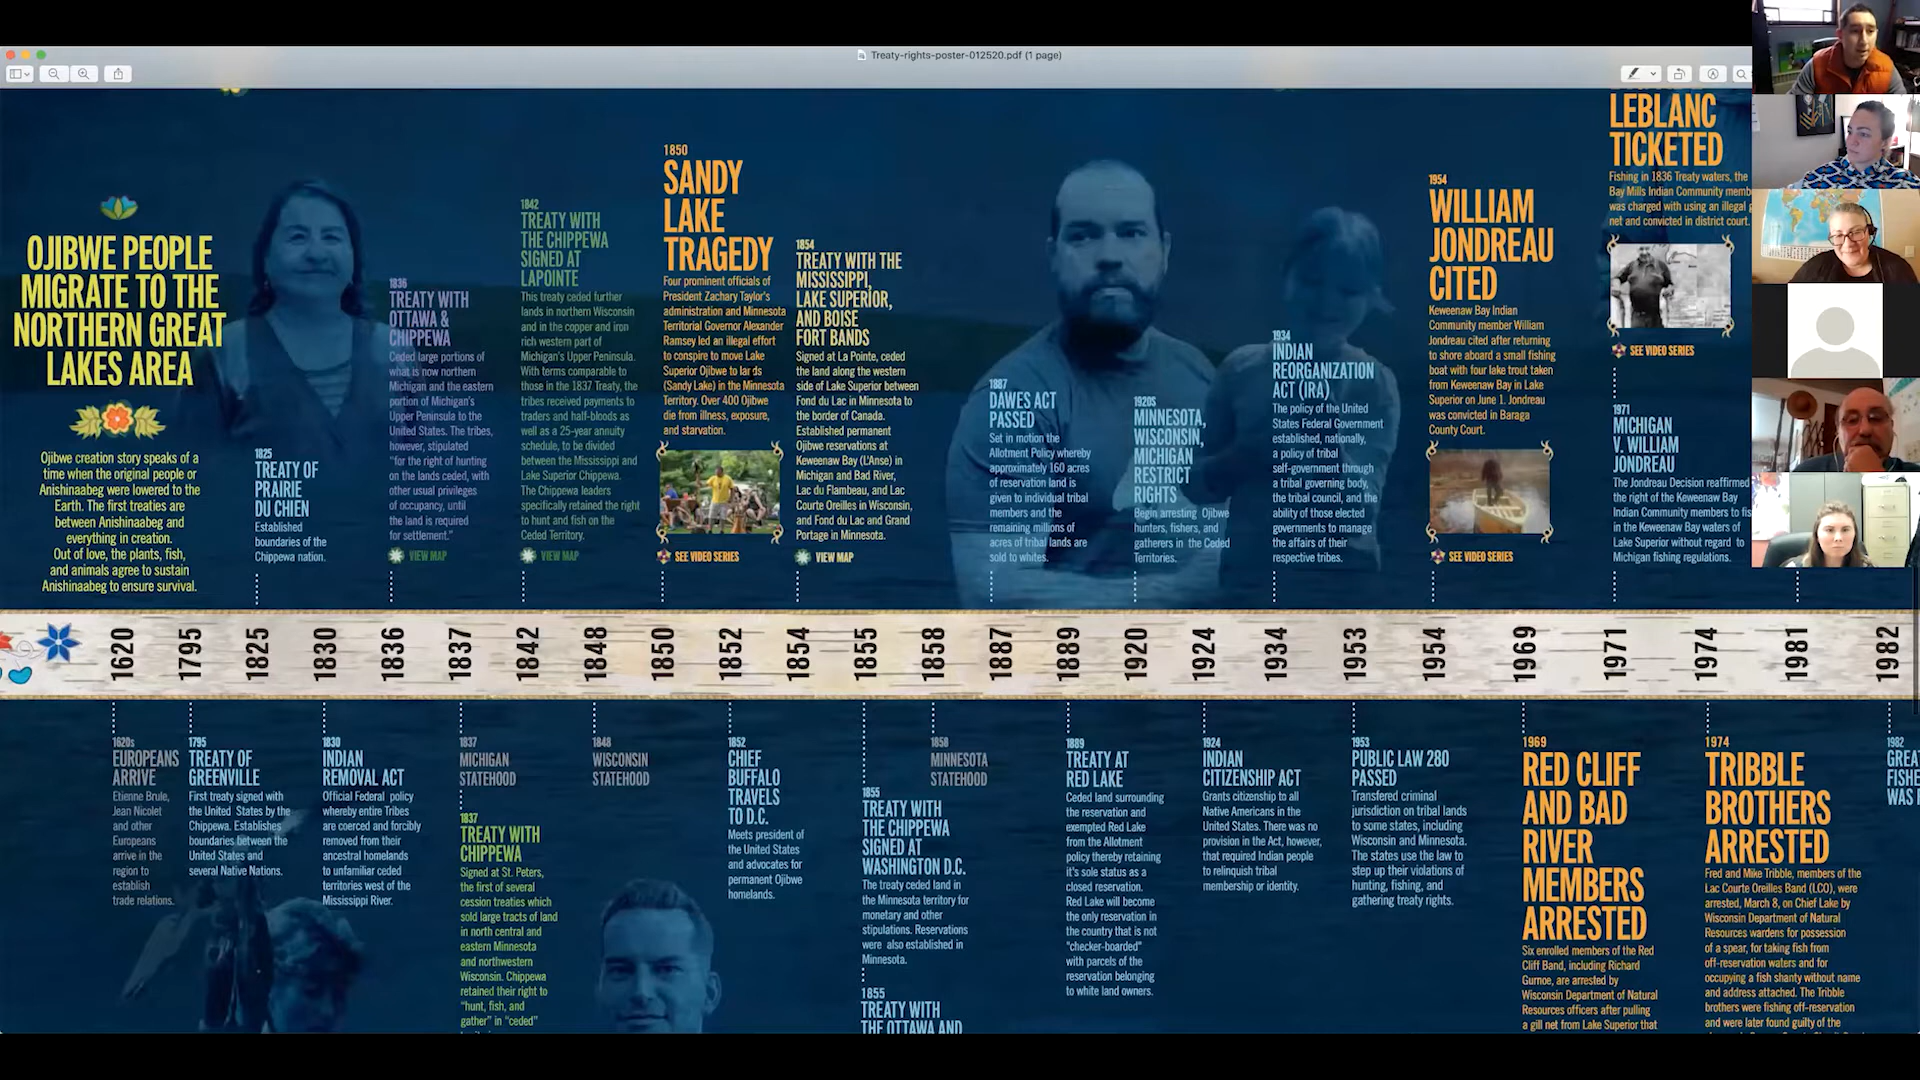 Treaty-rights-poster-012520.pdf (1 page)
OJIBWE PEOPLE
MIGRATE TO THE
NORTHERN GREAT
LAKES AREA
Ojibwe creation story speaks of a
time when the original people or
Anishinaabeg were lowered to the
Earth. The first treaties are
between Anishinaabeg and
everything in creation.
Out of love, the plants, fish,
and animals agree to sustain
Anishinaabeg to ensure survival.
1825
TREATY OF
PRAIRIE
DU CHIEN
Established
boundaries of the
Chippewa nation.
1836
TREATY WITH
OTTAWA &
CHIPPEWA
Ceded large portions of
what is now northern
Michigan and the eastern
portion of Michigan's
Upper Peninsula to the
United States. The tribes,
however, stipulated
"for the right of hunting
on the lands ceded, with
other usual privileges
of occupancy, until
the land is required
for settlement."
VIEW MAP
1842
TREATY WITH
THE CHIPPEWA
SIGNED AT
LAPOINTE
This treaty ceded further
lands in northern Wisconsin
and in the copper and iron
rich western part of
Michigan's Upper Peninsula.
With terms comparable to
those in the 1837 Treaty, the
tribes received payments to
traders and half-bloods as
well as a 25-year annuity
schedule, to be divided
between the Mississippi and
Lake Superior Chippewa.
The Chippewa leaders
specifically retained the right
to hunt and fish on the
Ceded Territory.
VIEW MAP
1850
SANDY
LAKE
TRAGEDY
Four prominent officials of
President Zachary Taylor's
administration and Minnesota
Territorial Governor Alexander
Ramsey led an illegal effort
to conspire to move Lake
Superior Ojibwe to
(Sandy Lake) in the Minnesota
Territory. Over 400 Ojibwe
die from illness, exposure,
and starvation.
SEE VIDEO SERIES
1854
TREATY WITH THE
MISSISSIPPI,
LAKE SUPERIOR,
AND BOISE
FORT BANDS
Signed at La Pointe, ceded
the land along the western
side of Lake Superior between
Fond du Lac in Minnesota to
the border of Canada.
Established permanent
Ojibwe reservations at
Keweenaw Bay (L'Anse) in
Michigan and Bad River,
Lac du Flambeau, and Lac
Courte Oreilles in Wisconsin,
and Fond du Lac and Grand
Portage in Minnesota.
VIEW MAP
1887
DAWES ACT
PASSED
Set in motion the
Allotment Policy whereby
approximately 160 acres
of reservation land is
given to individual tribal
members and the
remaining millions of
acres of tribal lands are
sold to whites.
1920s
MINNESOTA,
WISCONSIN,
MICHIGAN
RESTRICT
RIGHTS
Begin arresting Ojibwe
hunters, fishers, and
gatherers in the Ceded
Territories.
1934
INDIAN
REORGANIZATION
ACT (IRA)
The policy of the United
States Federal Government
established, nationally,
a policy of tribal
self-government through
a tribal governing body,
the tribal council, and the
ability of those elected
governments to manage
the affairs of their
respective tribes.
1954
WILLIAM
JONDREAU
CITED
Keweenaw Bay Indian
Community member William
Jondreau cited after returning
to shore aboard a small fishing
boat with four lake trout taken
from Keweenaw Bay in Lake
Superior on June 1. Jondreau
was convicted in Baraga
County Court.
SEE VIDEO SERIES
LEBLANC
TICKETED
Fishing in 1836 Treaty waters, the
Bay Mills Indian Community memb
was charged with using an illegal g
net and convicted in district court.
SEE VIDEO SERIES
1971
MICHIGAN
V. WILLIAM
JONDREAU
The Jondreau Decision reaffirmed
the right of the Keweenaw Bay
Indian Community members to fis
in the Keweenaw Bay waters of
Lake Superior without regard to
Michigan fishing regulations.
1620 1795 1825 1830 1836 1837 1842 1848 1850 1852 1854 1855 1858 1887 1889 1920 1924 1934 1953 1954 1969 1971 1974 1981 1982
1620s
EUROPEANS
ARRIVE
Etienne Brule,
Jean Nicolet
and other
Europeans
arrive in the
region to
establish
trade relations.
1795
TREATY OF
GREENVILLE
First treaty signed with
the United States by the
Chippewa. Establishes
boundaries between the
United States and
several Native Nations.
1830
INDIAN
REMOVAL ACT
Official Federal policy
whereby entire Tribes
are coerced and forcibly
removed from their
ancestral homelands
to unfamiliar ceded
territories west of the
Mississippi River.
1837
MICHIGAN
STATEHOOD
1837
TREATY WITH
CHIPPEWA
Signed at St. Peters,
the first of several
cession treaties which
sold large tracts of land
in north central and
eastern Minnesota
and northwestern
Wisconsin. Chippewa
retained their right to
"hunt, fish, and
gather" in "ceded"
1848
WISCONSIN
STATEHOOD
1852
CHIEF
BUFFALO
TRAVELS
TO D.C.
Meets president of
the United States
and advocates for
permanent Ojibwe
homelands.
1855
TREATY WITH
THE CHIPPEWA
SIGNED AT
WASHINGTON D.C.
The treaty ceded land in
the Minnesota territory for
monetary and other
stipulations. Reservations
were also established in
Minnesota.
1855
TREATY WITH
THE OTTAWA AND
1858
MINNESOTA
STATEHOOD
1889
TREATY AT
RED LAKE
Ceded land surrounding
the reservation and
exempted Red Lake
from the Allotment
policy thereby retaining
it's sole status as a
closed reservation.
Red Lake will become
the only reservation in
the country that is not
"checker-boarded"
with parcels of the
reservation belonging
to white land owners.
1924
INDIAN
CITIZENSHIP ACT
Grants citizenship to all
Native Americans in the
United States. There was no
provision in the Act, however,
that required Indian people
to relinquish tribal
membership or identity.
1953
PUBLIC LAW 280
PASSED
Transfered criminal
jurisdiction on tribal lands
to some states, including
Wisconsin and Minnesota.
The states use the law to
step up their violations of
hunting, fishing, and
gathering treaty rights.
1969
RED CLIFF
AND BAD
RIVER
MEMBERS
ARRESTED
Six enrolled members of the Red
Cliff Band, including Richard
Gurnoe, are arrested by
Wisconsin Department of Natural
Resources officers after pulling
a gill net from Lake Superior that
1974
TRIBBLE
BROTHERS
ARRESTED
Fred and Mike Tribble, members of the
Lac Courte Oreilles Band (LCO), were
arrested, March 8, on Chief Lake by
Wisconsin Department of Natural
Resources wardens for possession
of a spear, for taking fish from
off-reservation waters and for
occupying a fish shanty without name
and address attached. The Tribble
brothers were fishing off-reservation
and were later found guilty of the
1982
GREA
FISHE
WAS